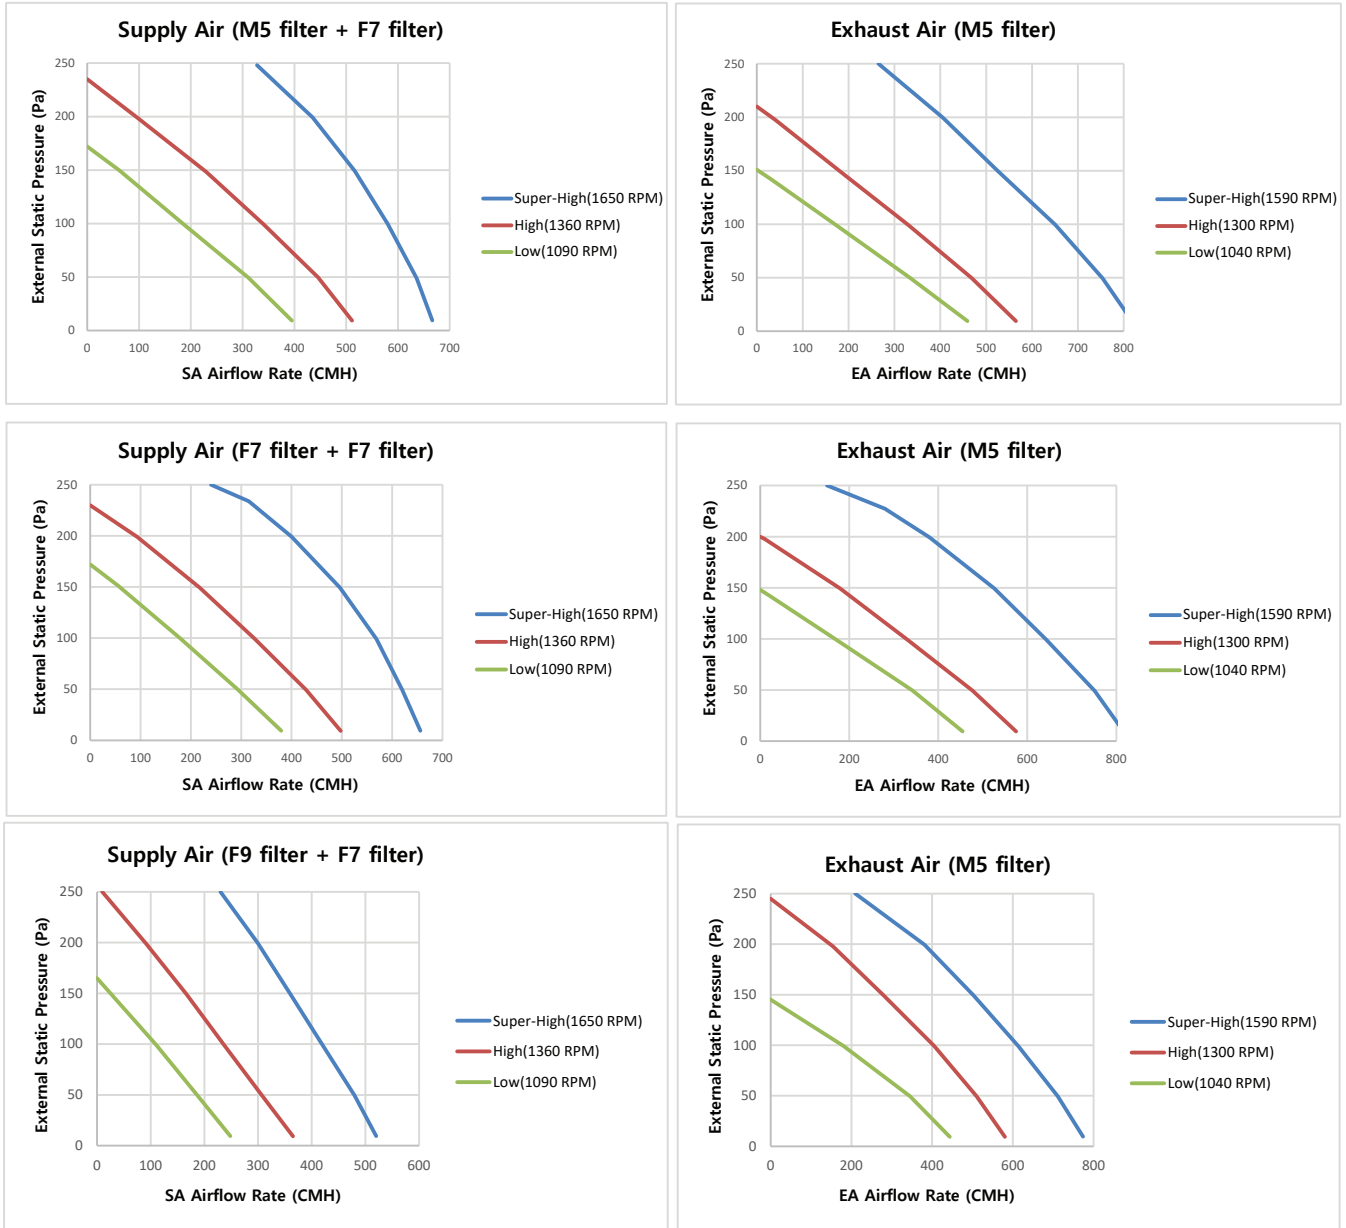 Supply Air (M5 filter + F7 filter)
External Static Pressure (Pa)
250
200
150
100
50
0
0 100 200 300 400 500 600 700
SA Airflow Rate (CMH)
Super-High(1650 RPM)
High(1360 RPM)
Low(1090 RPM)
Exhaust Air (M5 filter)
External Static Pressure (Pa)
250
200
150
100
50
0
0 100 200 300 400 500 600 700 800
EA Airflow Rate (CMH)
Super-High(1590 RPM)
High(1300 RPM)
Low(1040 RPM)
Supply Air (F7 filter + F7 filter)
External Static Pressure (Pa)
250
200
150
100
50
0
0 100 200 300 400 500 600 700
SA Airflow Rate (CMH)
Super-High(1650 RPM)
High(1360 RPM)
Low(1090 RPM)
Exhaust Air (M5 filter)
External Static Pressure (Pa)
250
200
150
100
50
0
0 200 400 600 800
EA Airflow Rate (CMH)
Super-High(1590 RPM)
High(1300 RPM)
Low(1040 RPM)
Supply Air (F9 filter + F7 filter)
External Static Pressure (Pa)
250
200
150
100
50
0
0 100 200 300 400 500 600
SA Airflow Rate (CMH)
Super-High(1650 RPM)
High(1360 RPM)
Low(1090 RPM)
Exhaust Air (M5 filter)
External Static Pressure (Pa)
250
200
150
100
50
0
0 200 400 600 800
EA Airflow Rate (CMH)
Super-High(1590 RPM)
High(1300 RPM)
Low(1040 RPM)